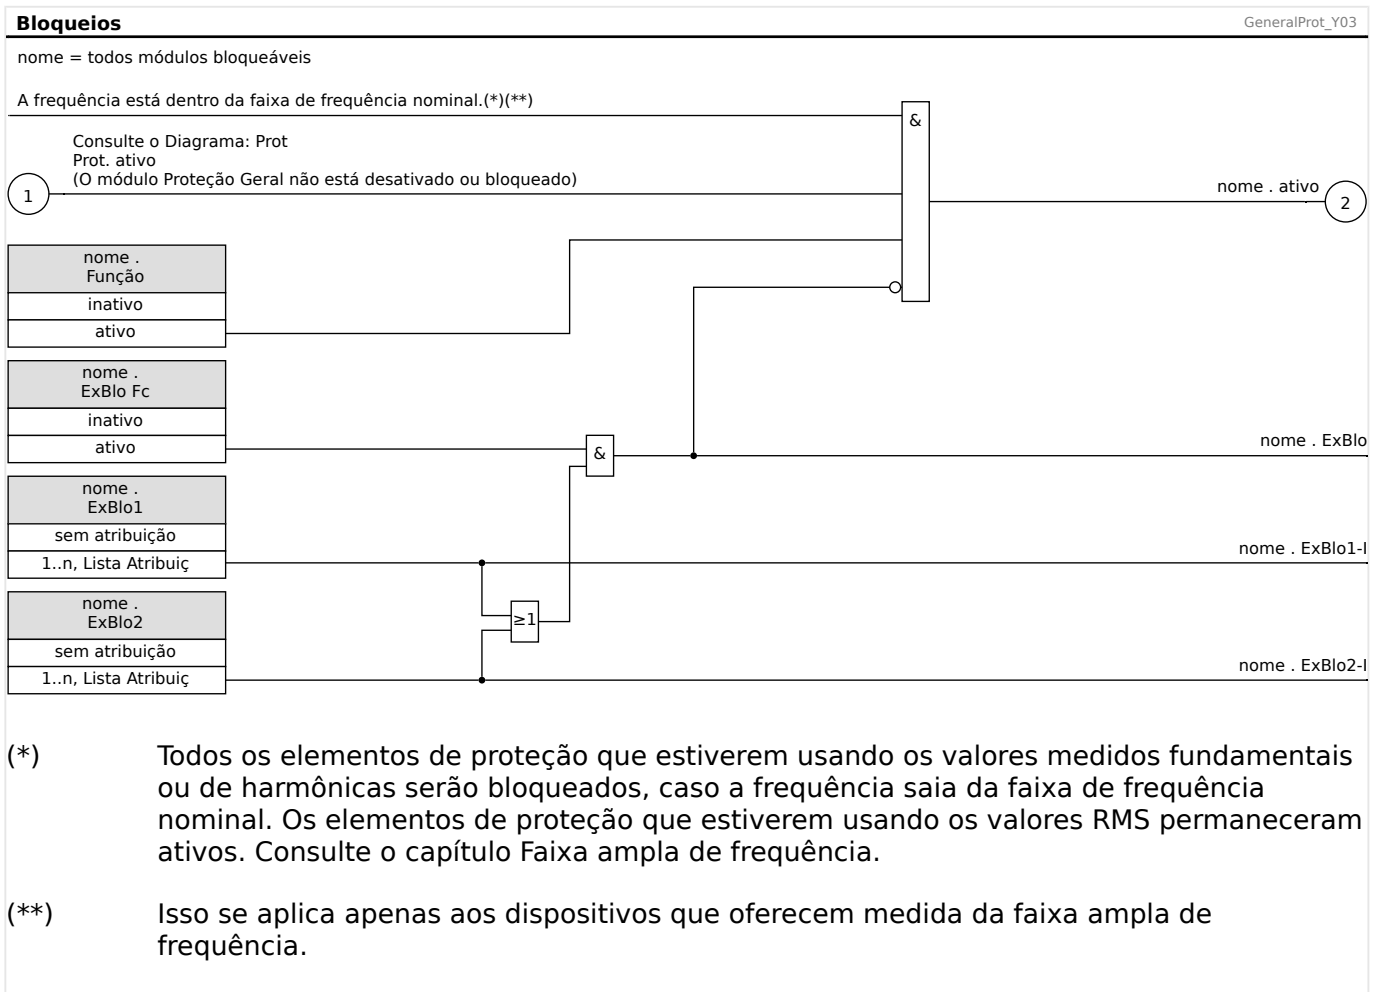 Bloqueios
GeneralProt_Y03
nome = todos módulos bloqueáveis
A frequência está dentro da faixa de frequência nominal.(*)(**)
&
Consulte o Diagrama: Prot
Prot. ativo
(O módulo Proteção Geral não está desativado ou bloqueado)
1
nome . ativo
2
nome .
Função
inativo
ativo
nome .
ExBlo Fc
inativo
ativo
&
nome . ExBlo
nome .
ExBlo1
sem atribuição
1..n, Lista Atribuiç
nome . ExBlo1-I
nome .
ExBlo2
≥1
sem atribuição
1..n, Lista Atribuiç
nome . ExBlo2-I
(*) Todos os elementos de proteção que estiverem usando os valores medidos fundamentais
ou de harmônicas serão bloqueados, caso a frequência saia da faixa de frequência
nominal. Os elementos de proteção que estiverem usando os valores RMS permaneceram
ativos. Consulte o capítulo Faixa ampla de frequência.
(**) Isso se aplica apenas aos dispositivos que oferecem medida da faixa ampla de
frequência.